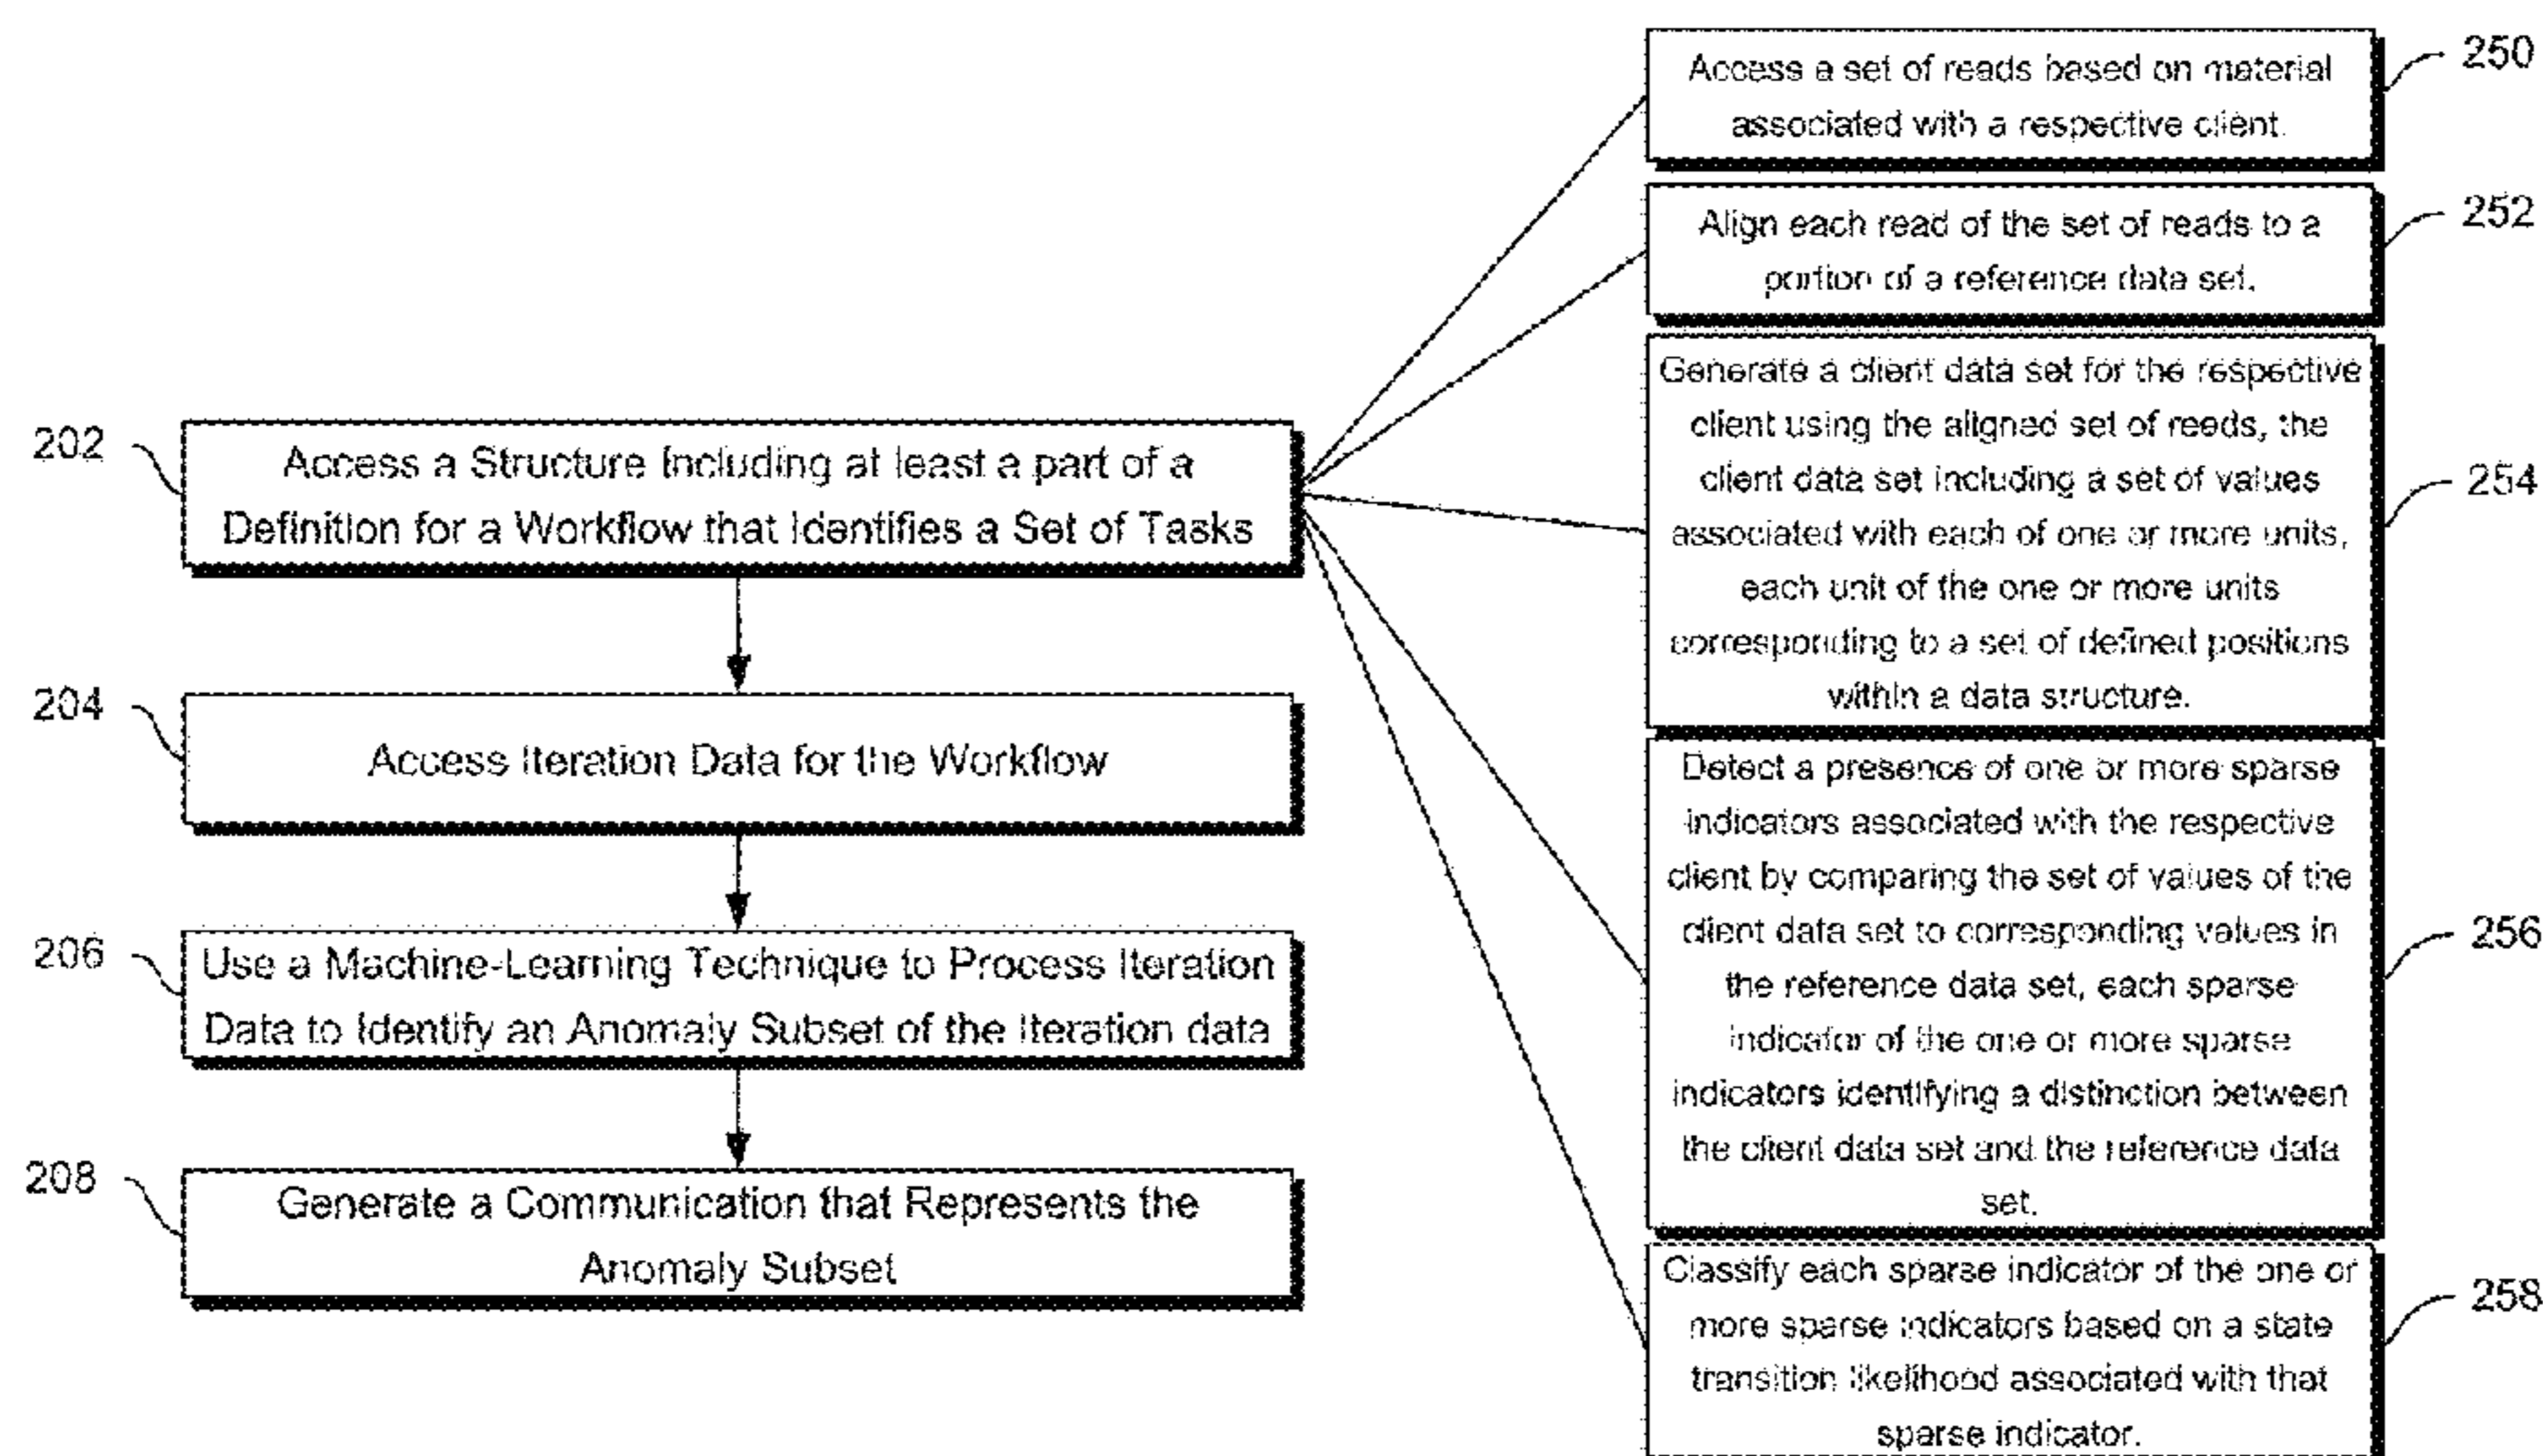 202
Access a Structure Including at least a part of a
Definition for a Workflow that Identifies a Set of Tasks
204
Access Iteration Data for the Workflow
206
Use a Machine-Learning Technique to Process Iteration
Data to Identify an Anomaly Subset of the Iteration data
208
Generate a Communication that Represents the
Anomaly Subset
Access a set of reads based on material
associated with a respective client.
250
Align each read of the set of reads to a
portion of a reference data set.
252
Generate a client data set for the respective
client using the aligned set of reads, the
client data set including a set of values
associated with each of one or more units,
each unit of the one or more units
corresponding to a set of defined positions
within a data structure.
254
Detect a presence of one or more sparse
indicators associated with the respective
client by comparing the set of values of the
client data set to corresponding values in
the reference data set, each sparse
indicator of the one or more sparse
indicators identifying a distinction between
the client data set and the reference data
set.
256
Classify each sparse indicator of the one or
more sparse indicators based on a state
transition likelihood associated with that
sparse indicator.
258